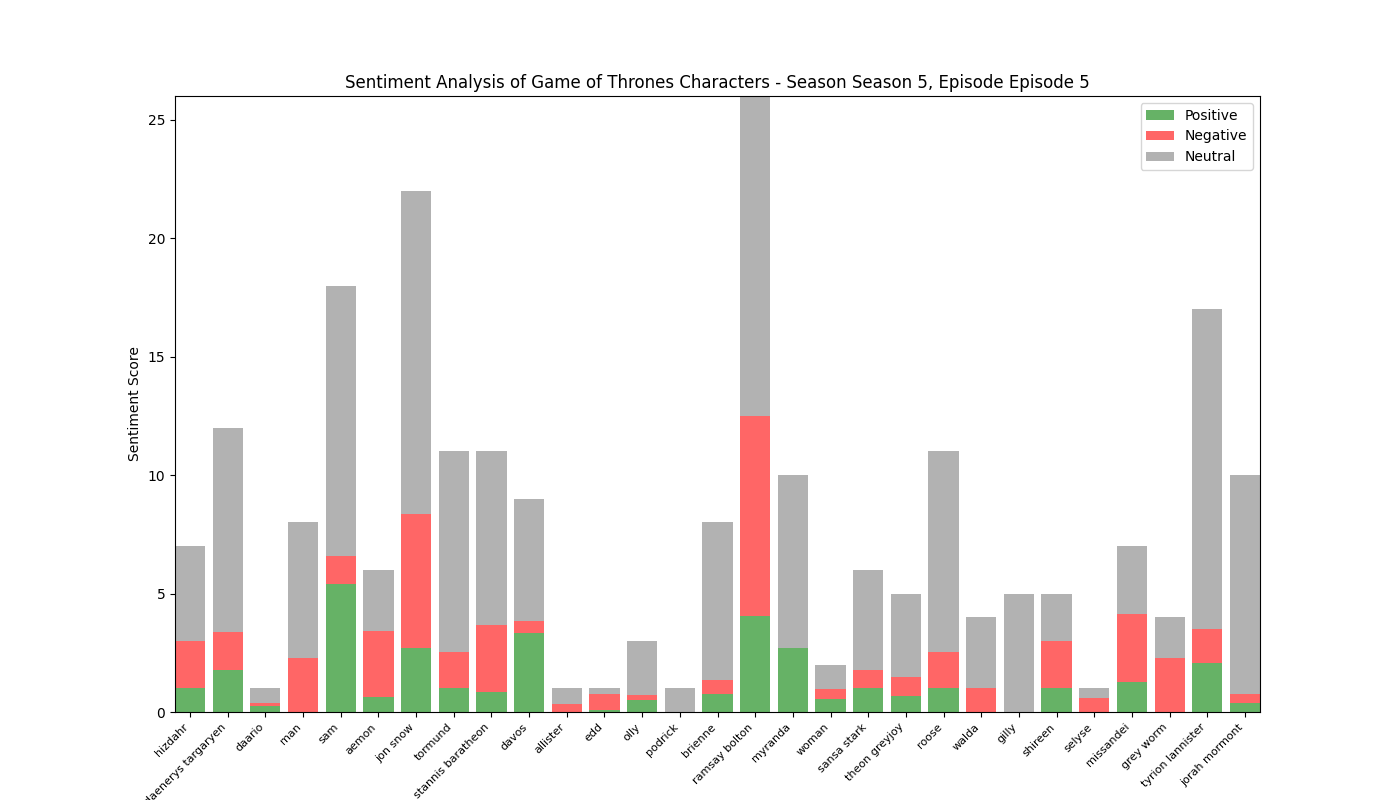 Sentiment Analysis of Game of Thrones Characters - Season Season 5, Episode Episode 5
Positive
Negative
Neutral
Sentiment Score
25
20
15
10
5
0
hizdahr
daenerys targaryen
daario
man
sam
aemon
jon snow
tormund
stannis baratheon
davos
allister
edd
olly
podrick
brienne
ramsay bolton
myranda
woman
sansa stark
theon greyjoy
roose
walda
gilly
shireen
selyse
missandei
grey worm
tyrion lannister
jorah mormont